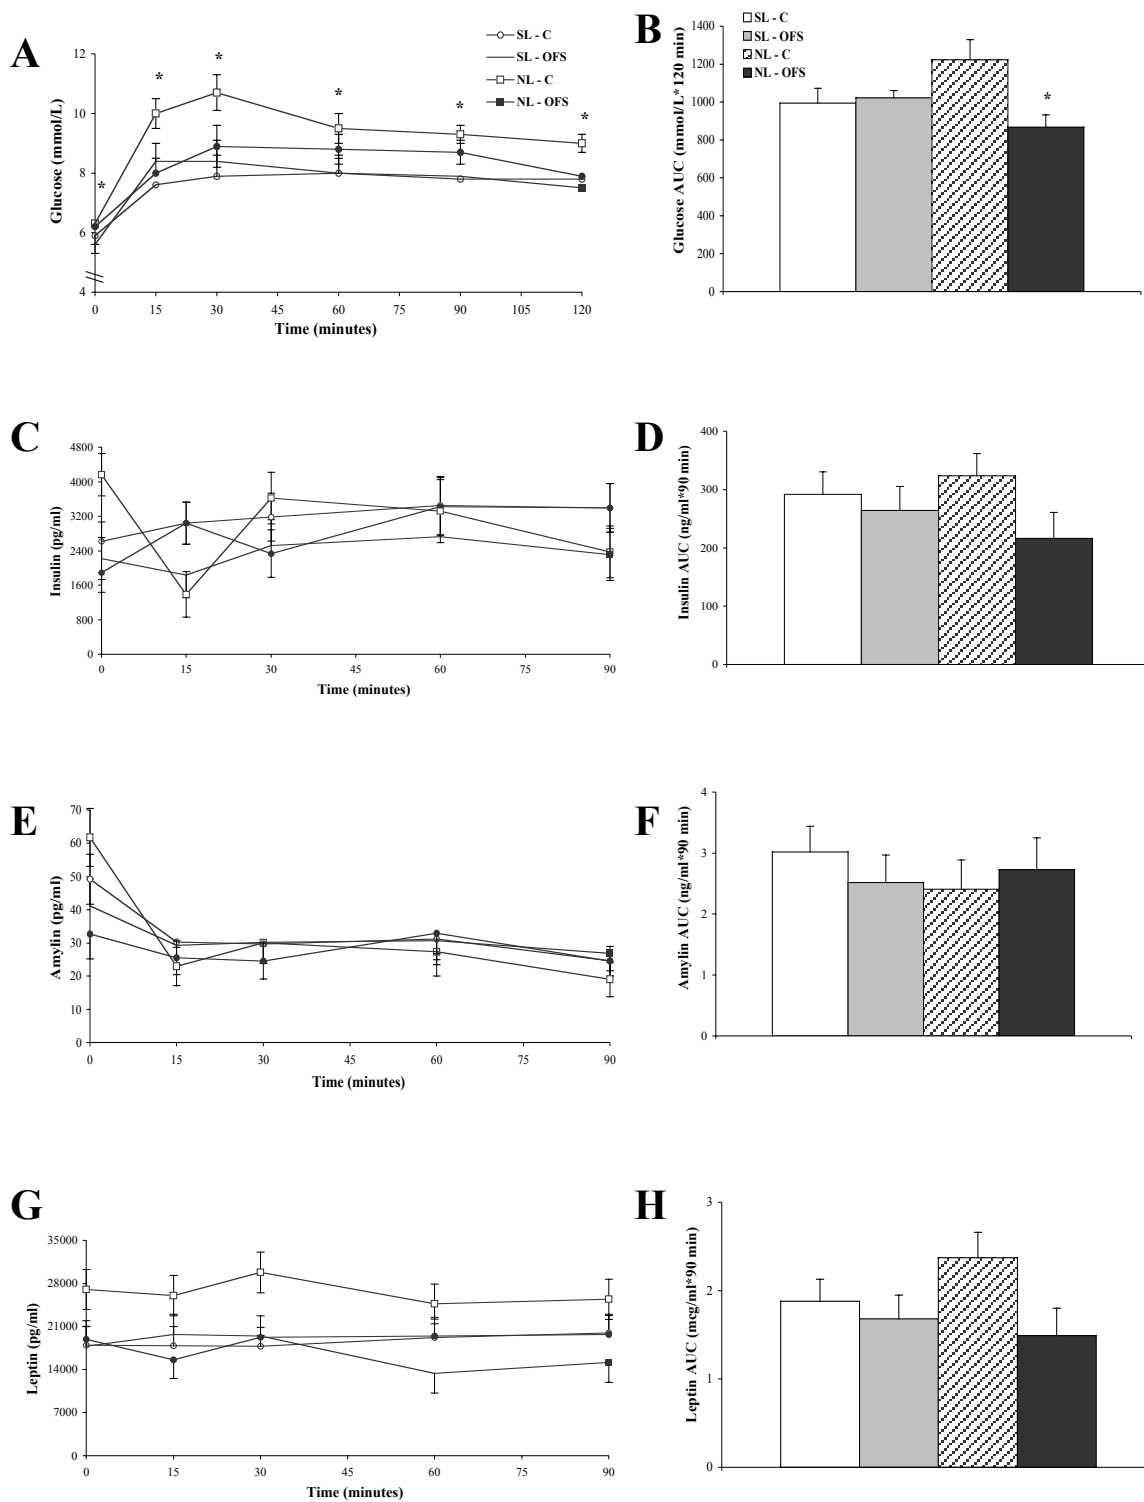 A
Glucose (mmol/L)
12
10
8
6
4
0 15 30 45 60 75 90 105 120
Time (minutes)
* * * * * *
SL - C
SL - OFS
NL - C
NL - OFS
B
Glucose AUC (mmol/L*120 min)
1400
1200
1000
800
600
400
200
0
SL - C
SL - OFS
NL - C
NL - OFS
*
C
Insulin (pg/ml)
4800
4000
3200
2400
1600
800
0
0 15 30 45 60 75 90
Time (minutes)
D
Insulin AUC (ng/ml*90 min)
400
300
200
100
0
E
Amylin (pg/ml)
70
60
50
40
30
20
10
0
0 15 30 45 60 75 90
Time (minutes)
F
Amylin AUC (ng/ml*90 min)
4
3
2
1
0
G
Leptin (pg/ml)
35000
28000
21000
14000
7000
0
0 15 30 45 60 75 90
Time (minutes)
H
Leptin AUC (mcg/ml*90 min)
3
2
1
0